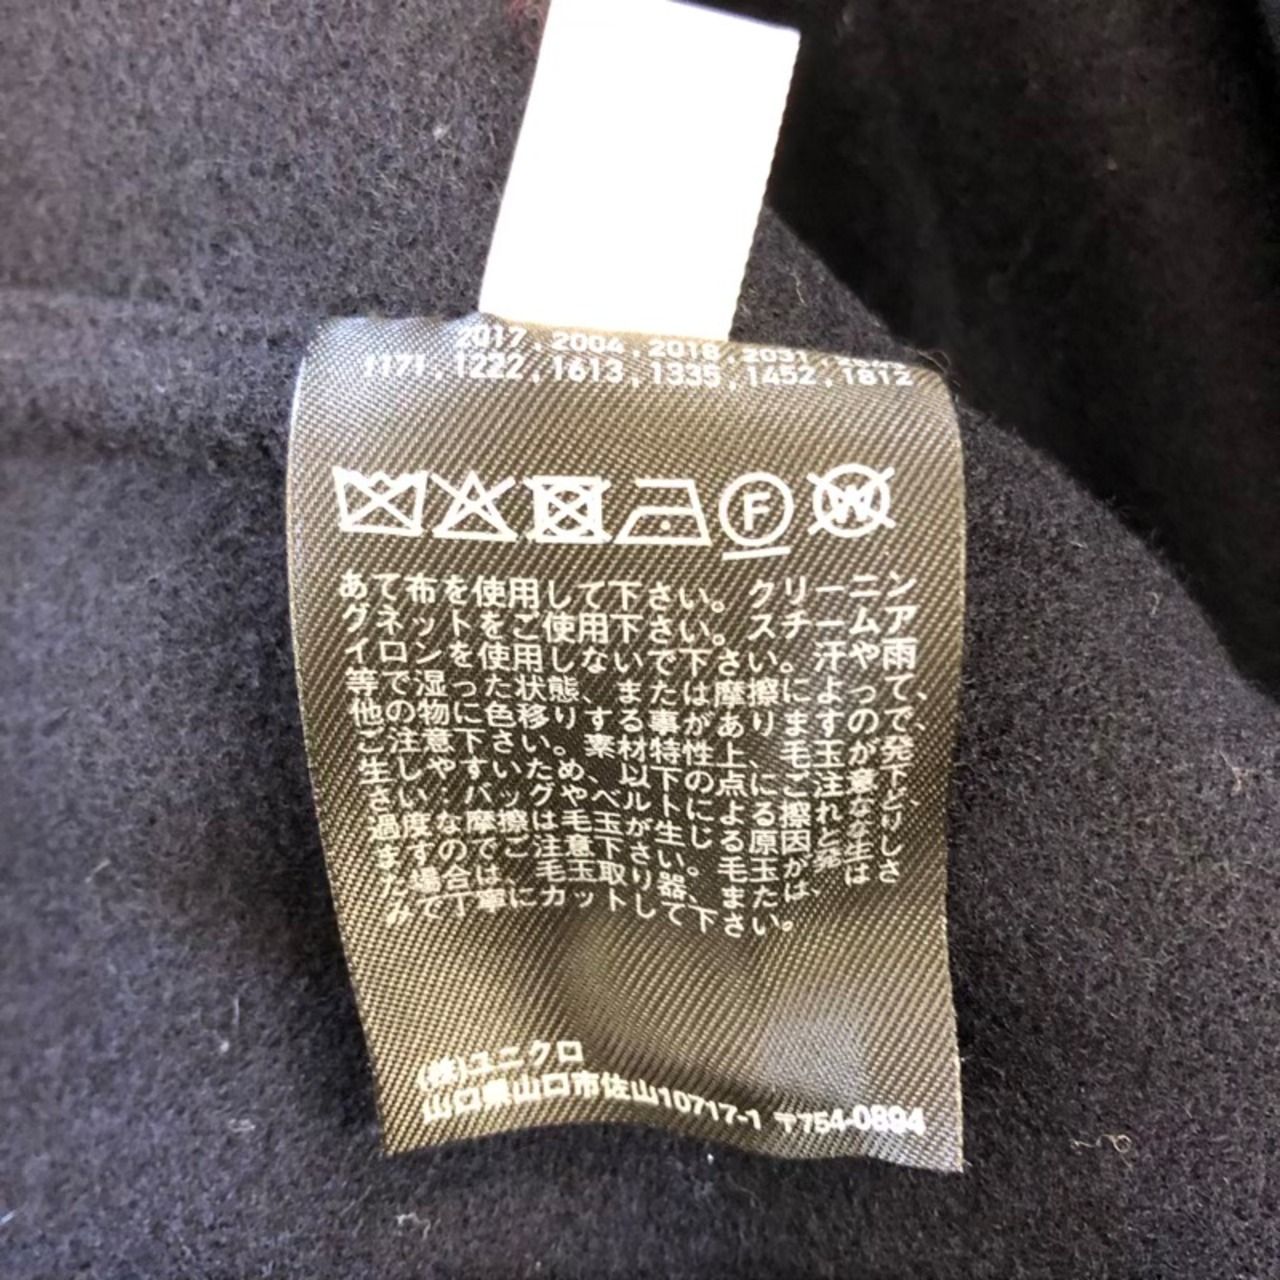 2017 , 2004 , 2018 , 2031 ,
1171 , 1222 , 1613 , 1335 , 1452 , 1812
F W
あて布を使用して下さい。クリーニン
グネットをご使用下さい。スチームア
イロンを使用しないで下さい。汗や雨
等で湿った状態、または摩擦によって、
他の物に色移りする事がありますので、
ご注意下さい。素材特性上、毛玉が発
生しやすいため、以下の点にご注意下
さい：バッグやベルトによる擦れなど、
過度な摩擦は毛玉が生じる原因となり
ますのでご注意下さい。毛玉が発生し
た場合は、毛玉取り器、または、はさ
みで丁寧にカットして下さい。
(株)ユニクロ
山口県山口市佐山10717-1 〒754-0894